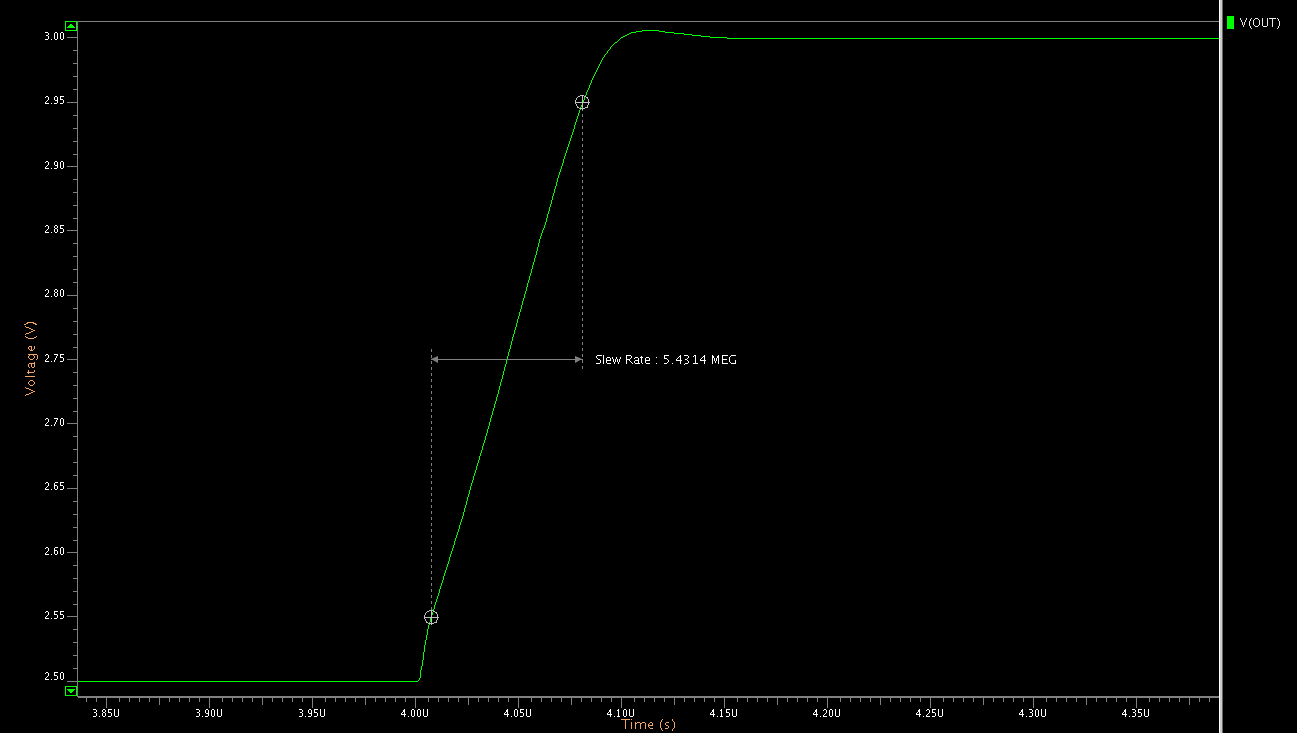 V(OUT)
3.00
2.95
2.90
2.85
2.80
2.75
2.70
2.65
2.60
2.55
2.50
Voltage (V)
Slew Rate : 5.4314 MEG
3.85U 3.900U 3.95U 4.00U 4.05U 4.10U 4.15U 4.20U 4.25U 4.30U 4.35U
Time (s)